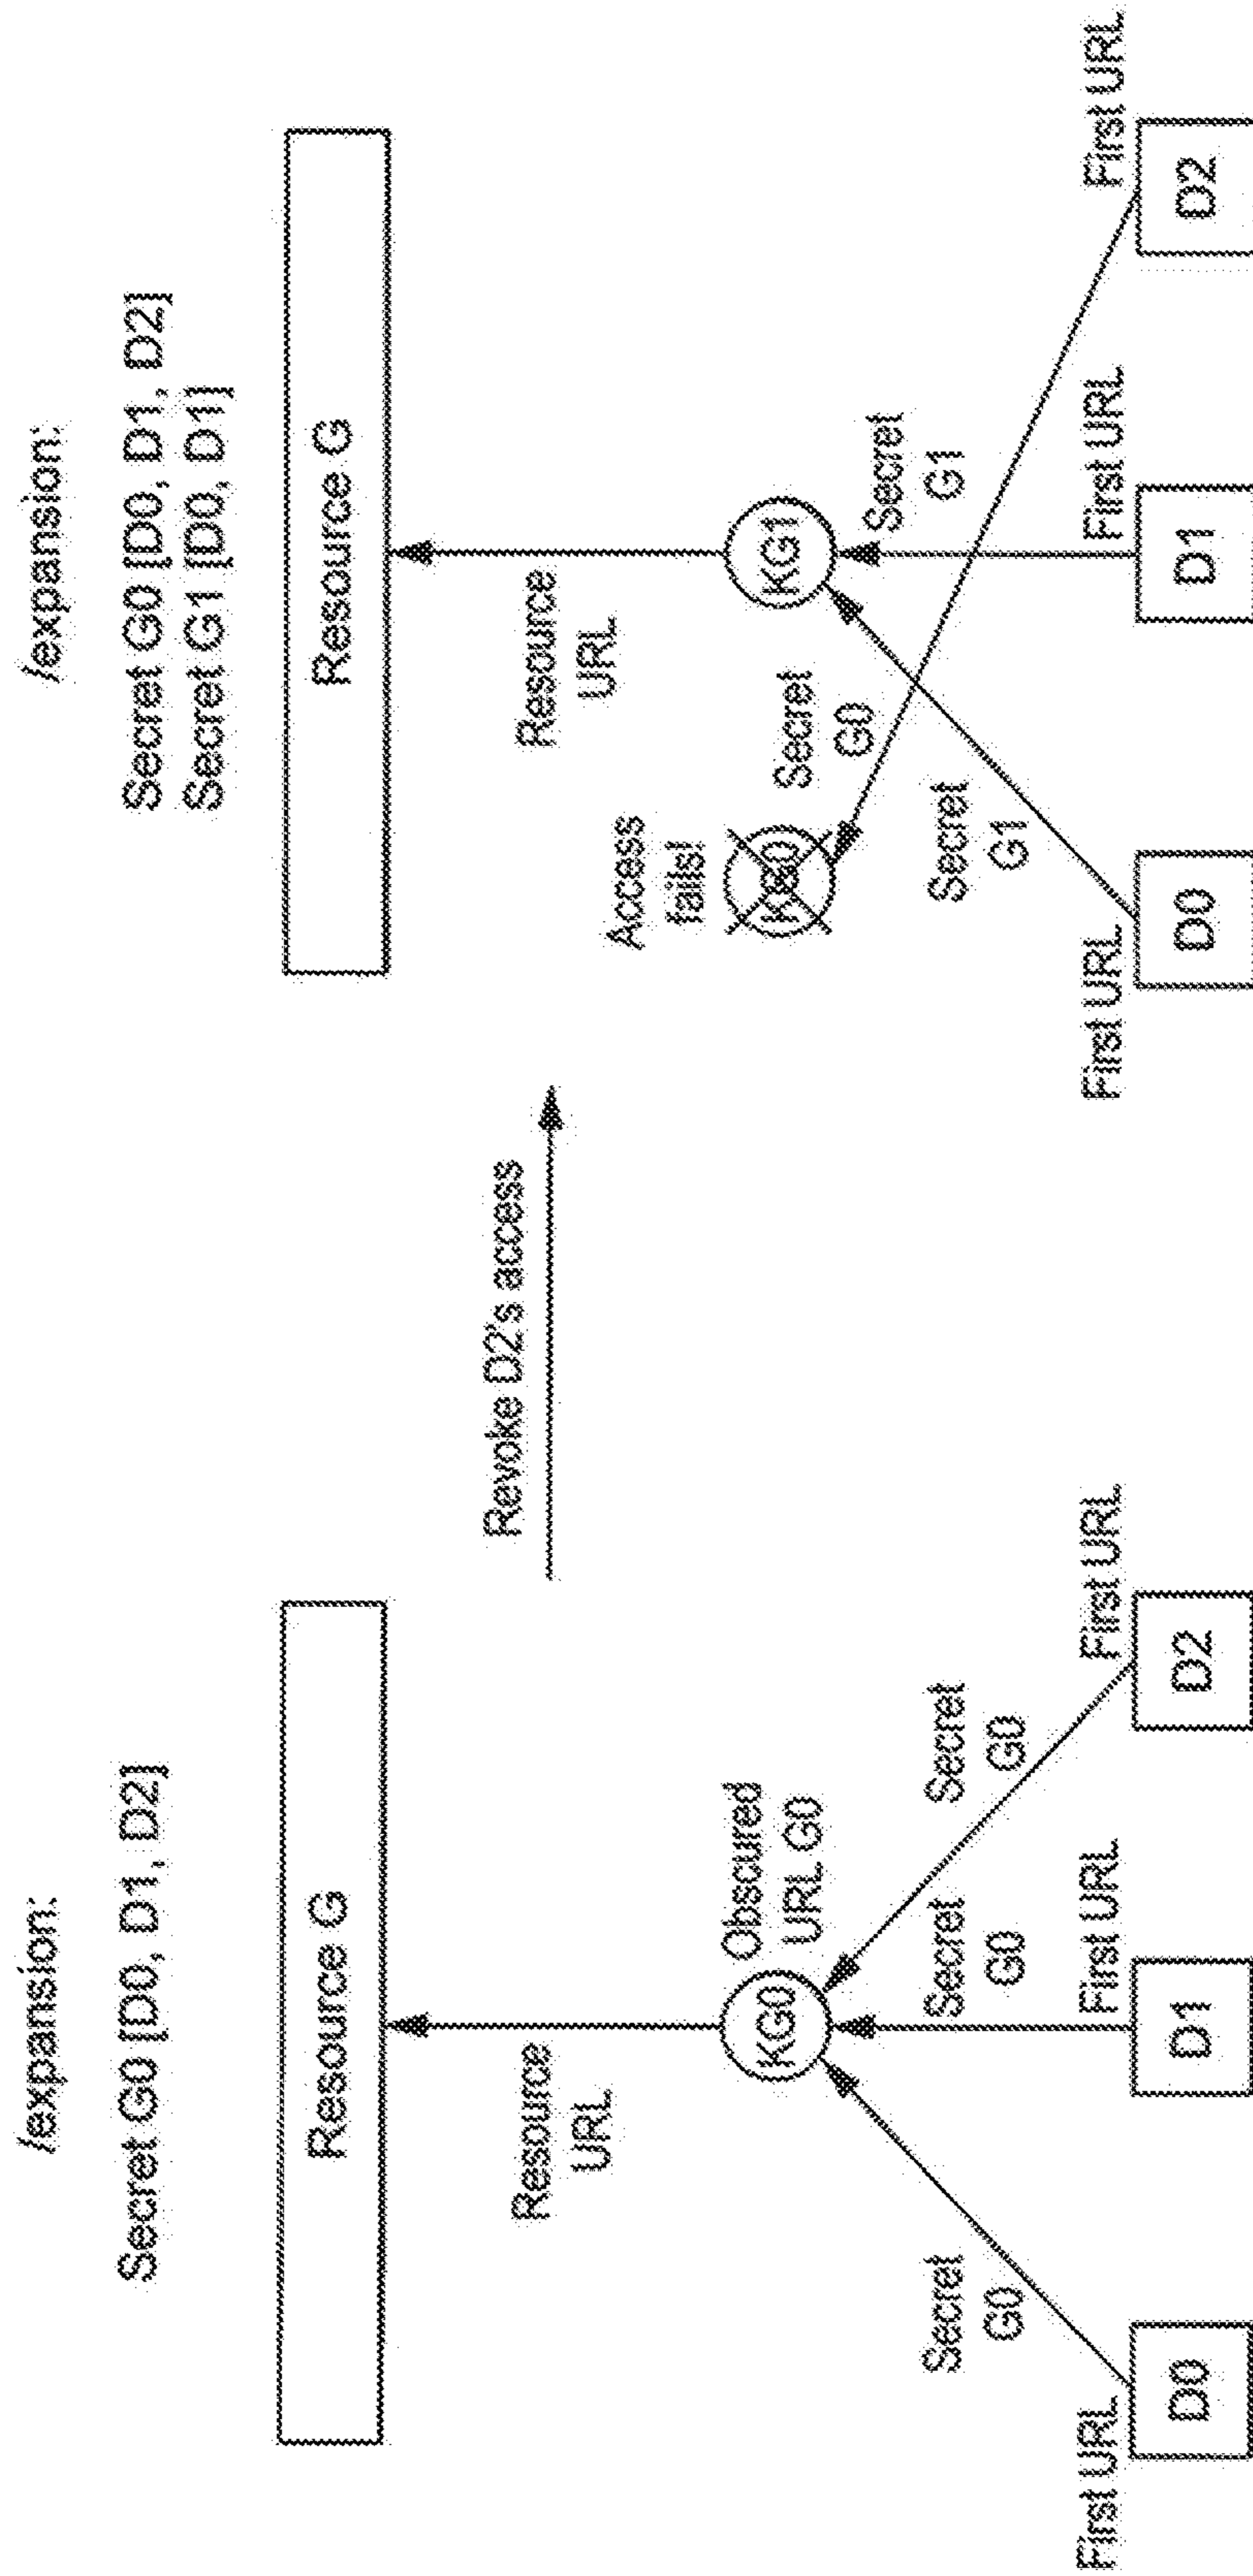 /expansion:
Secret G0 [D0, D1, D2]
Resource G
Resource
URL
KG0
Obscured
URL G0
Secret
G0
Secret
G0
Secret
G0
First URL
D0
First URL
D1
First URL
D2
Revoke D2's access
/expansion:
Secret G0 [D0, D1, D2]
Secret G1 [D0, D1]
Resource G
Resource
URL
Access
fails!
KG0
KG1
Secret
G0
Secret
G1
Secret
G1
First URL
D0
First URL
D1
First URL
D2